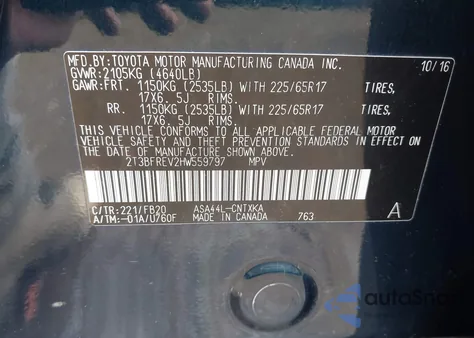 MFD.BY: TOYOTA MOTOR MANUFACTURING CANADA INC. 10/16
GVWR: 2105KG (4640LB)
GAWR:FRT. 1150KG (2535LB) WITH 225/65R17 TIRES,
17X6.5J RIMS,
RR. 1150KG (2535LB) WITH 225/65R17 TIRES,
17X6.5J RIMS,
THIS VEHICLE CONFORMS TO ALL APPLICABLE FEDERAL MOTOR
VEHICLE SAFETY AND THEFT PREVENTION STANDARDS IN EFFECT
ON THE DATE OF MANUFACTURE SHOWN ABOVE.
2T3BFREV2HW559797 MPV
C/TR:221/FB20 ASA44L-CNTXKA
A/TM:-01A/U760F MADE IN CANADA 763 A